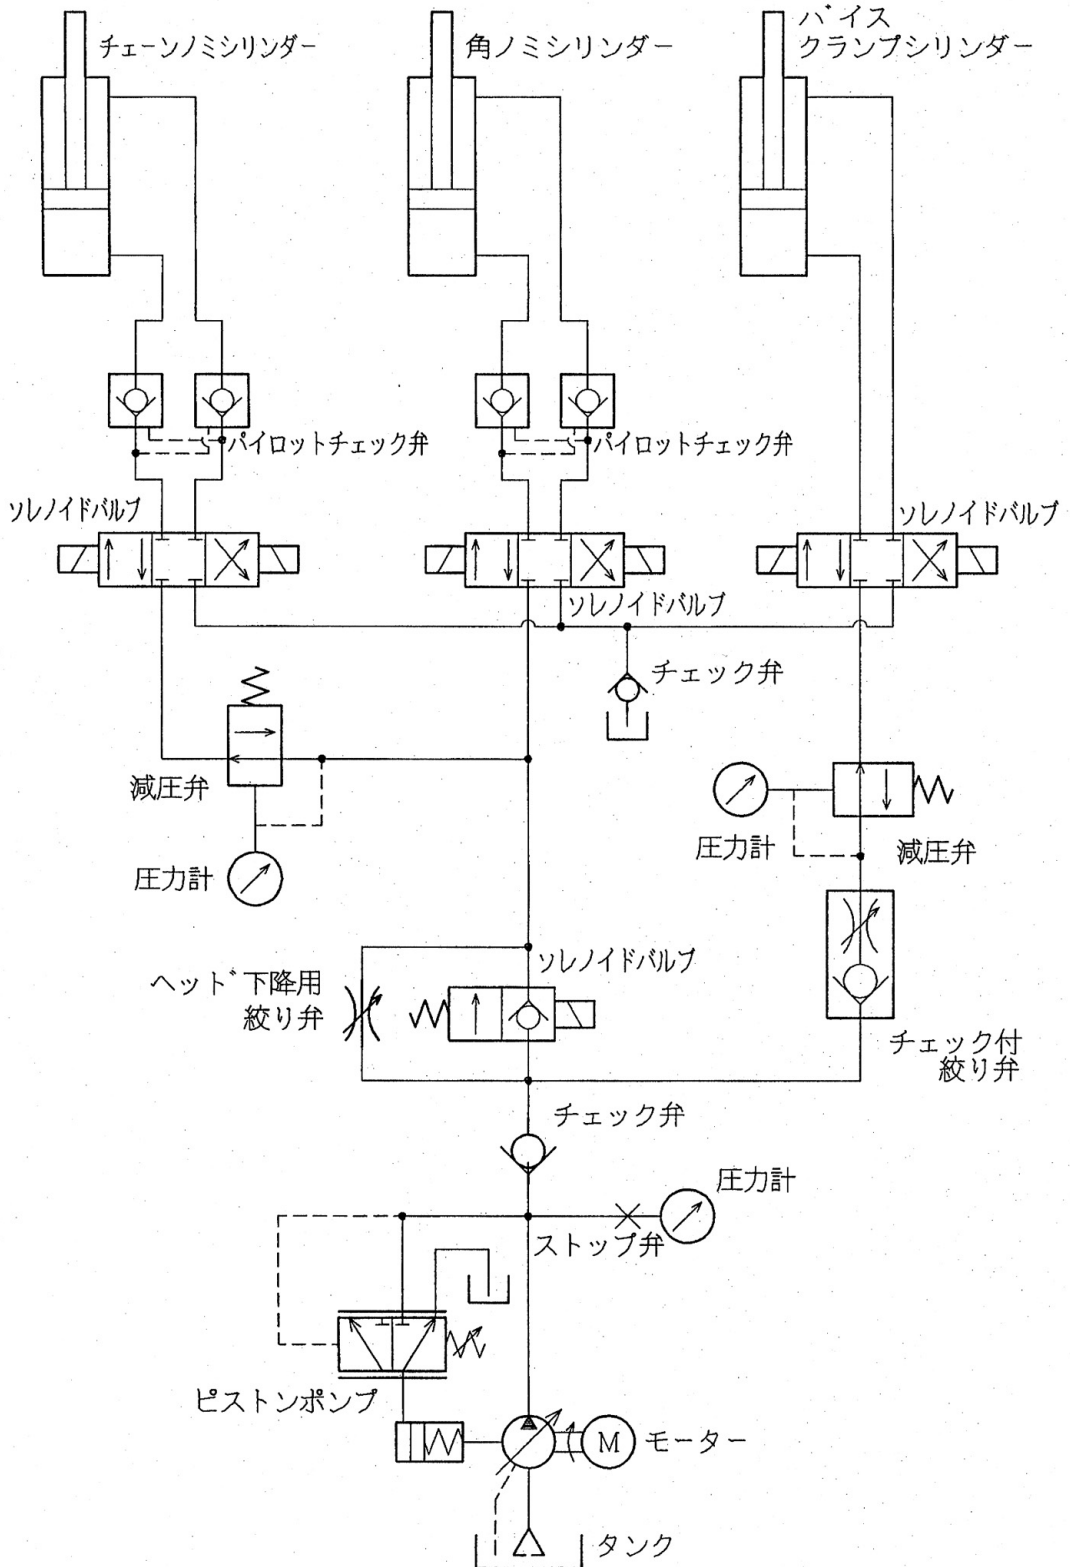 チェーンノミシリンダー
角ノミシリンダー
バイス
クランプシリンダー
パイロットチェック弁
パイロットチェック弁
ソレノイドバルブ
ソレノイドバルブ
ソレノイドバルブ
チェック弁
減圧弁
圧力計
圧力計
減圧弁
ソレノイドバルブ
ヘッド下降用
絞り弁
チェック付
絞り弁
チェック弁
圧力計
ストップ弁
ピストンポンプ
M
モーター
タンク